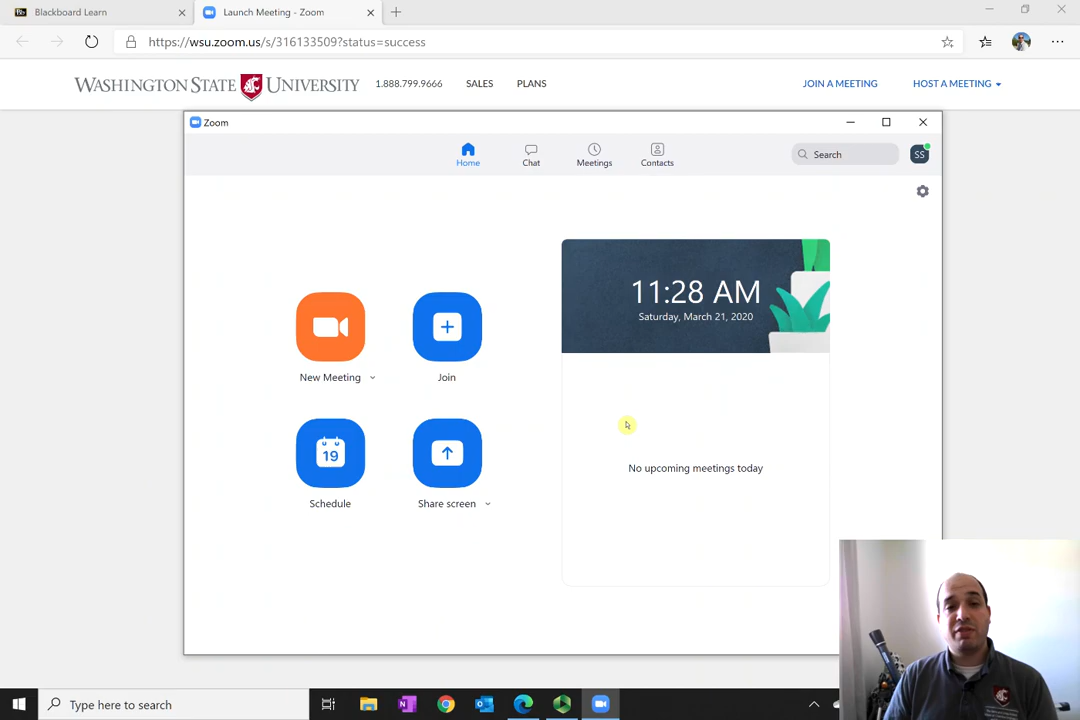 Blackboard Learn
Launch Meeting - Zoom
https://wsu.zoom.us/s/316133509?status=success
WASHINGTON STATE UNIVERSITY
1.888.799.9666
SALES
PLANS
JOIN A MEETING
HOST A MEETING
Zoom
Home
Chat
Meetings
Contacts
Search
SS
11:28 AM
Saturday, March 21, 2020
New Meeting
Join
19
Schedule
Share screen
No upcoming meetings today
Type here to search